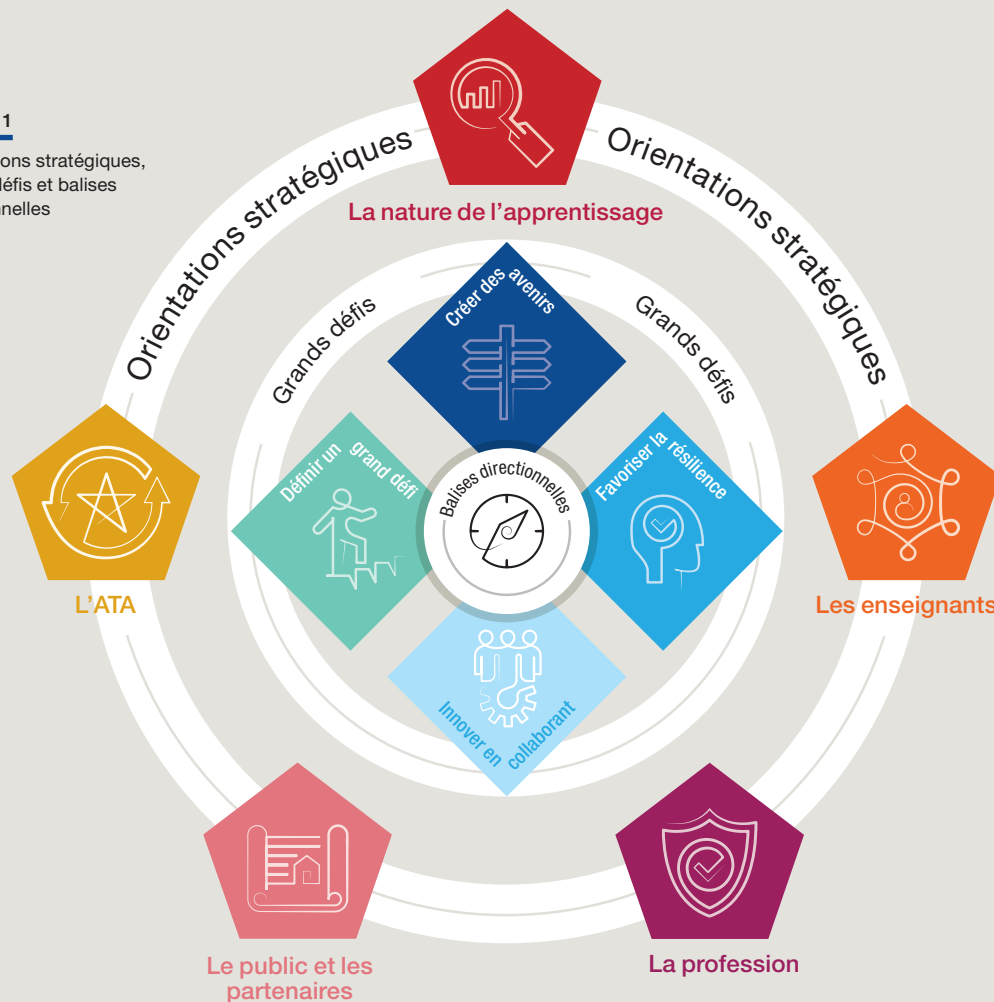 1
ons stratégiques,
éfis et balises
nnelles
Orientations stratégiques
Orientations stratégiques
La nature de l'apprentissage
Grands défis
Grands défis
Créer des avenirs
Définir un grand défi
Balises directionnelles
Favoriser la résilience
Innover en collaborant
L'ATA
Les enseignants
Le public et les
partenaires
La profession